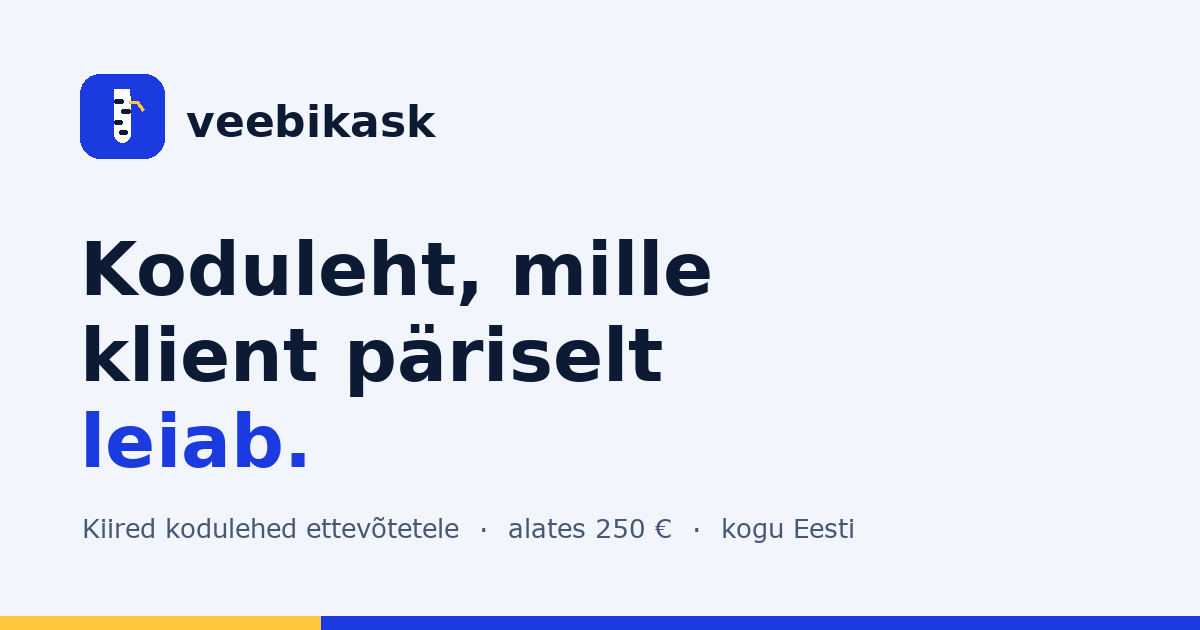 veebikask
Koduleht, mille
klient päriselt
leiab.
Kiired kodulehed ettevõtetele · alates 250 € · kogu Eesti